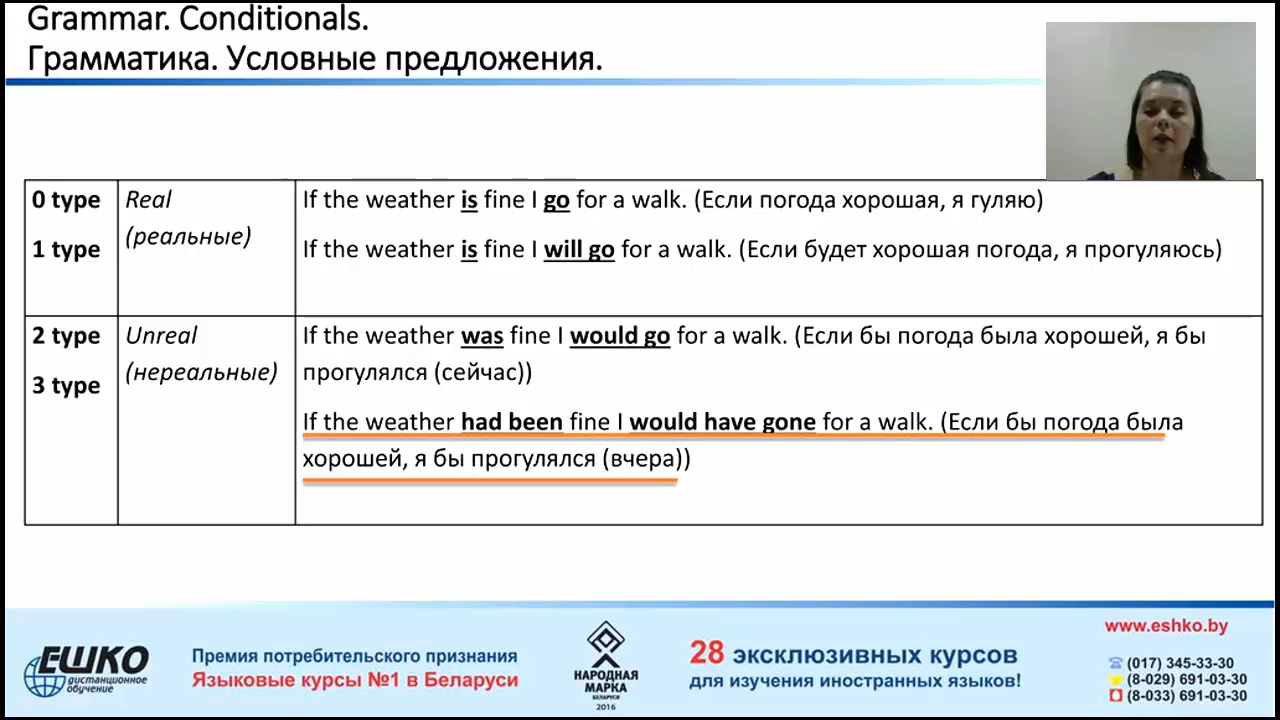 Grammar. Conditionals.
Грамматика. Условные предложения.
0 type
1 type
Real
(реальные)
If the weather is fine I go for a walk. (Если погода хорошая, я гуляю)
If the weather is fine I will go for a walk. (Если будет хорошая погода, я прогуляюсь)
2 type
3 type
Unreal
(нереальные)
If the weather was fine I would go for a walk. (Если бы погода была хорошей, я бы
прогулялся (сейчас))
If the weather had been fine I would have gone for a walk. (Если бы погода была
хорошей, я бы прогулялся (вчера))
ЕШКО
дистанционное
обучение
Премия потребительского признания
Языковые курсы №1 в Беларуси
НАРОДНАЯ
МАРКА
БЕЛАРУСИ
2016
28 эксклюзивных курсов
для изучения иностранных языков!
www.eshko.by
(017) 345-33-30
(8-029) 691-03-30
(8-033) 691-03-30